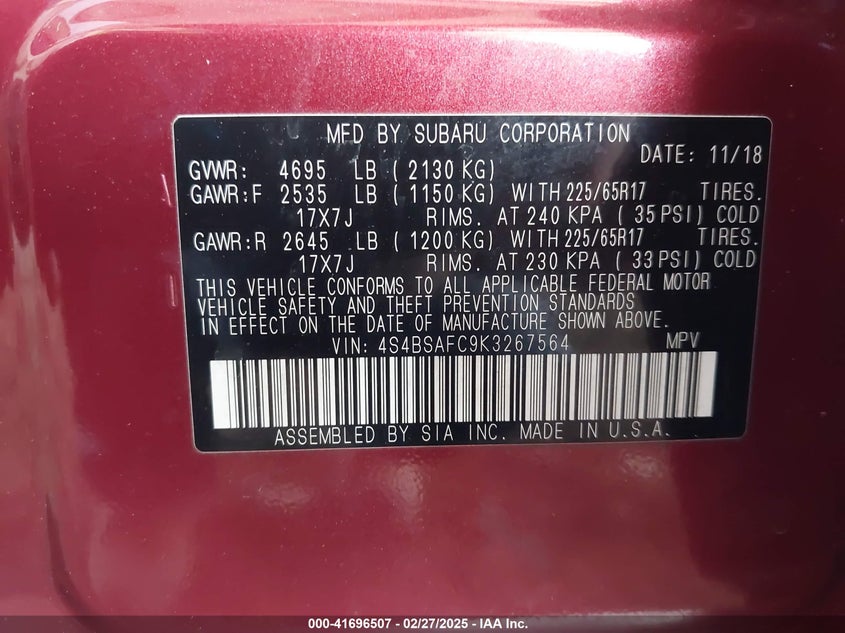 MFD BY SUBARU CORPORATION
DATE: 11/18
GVWR: 4695 LB ( 2130 KG)
GAWR:F 2535 LB ( 1150 KG) WITH 225/65R17 TIRES.
17X7J RIMS. AT 240 KPA ( 35 PSI) COLD
GAWR:R 2645 LB ( 1200 KG) WITH 225/65R17 TIRES.
17X7J RIMS. AT 230 KPA ( 33 PSI) COLD
THIS VEHICLE CONFORMS TO ALL APPLICABLE FEDERAL MOTOR
VEHICLE SAFETY AND THEFT PREVENTION STANDARDS
IN EFFECT ON THE DATE OF MANUFACTURE SHOWN ABOVE.
VIN: 4S4BSAFC9K3267564 MPV
ASSEMBLED BY SIA INC. MADE IN U.S.A.
000-41696507 - 02/27/2025 - IAA Inc.